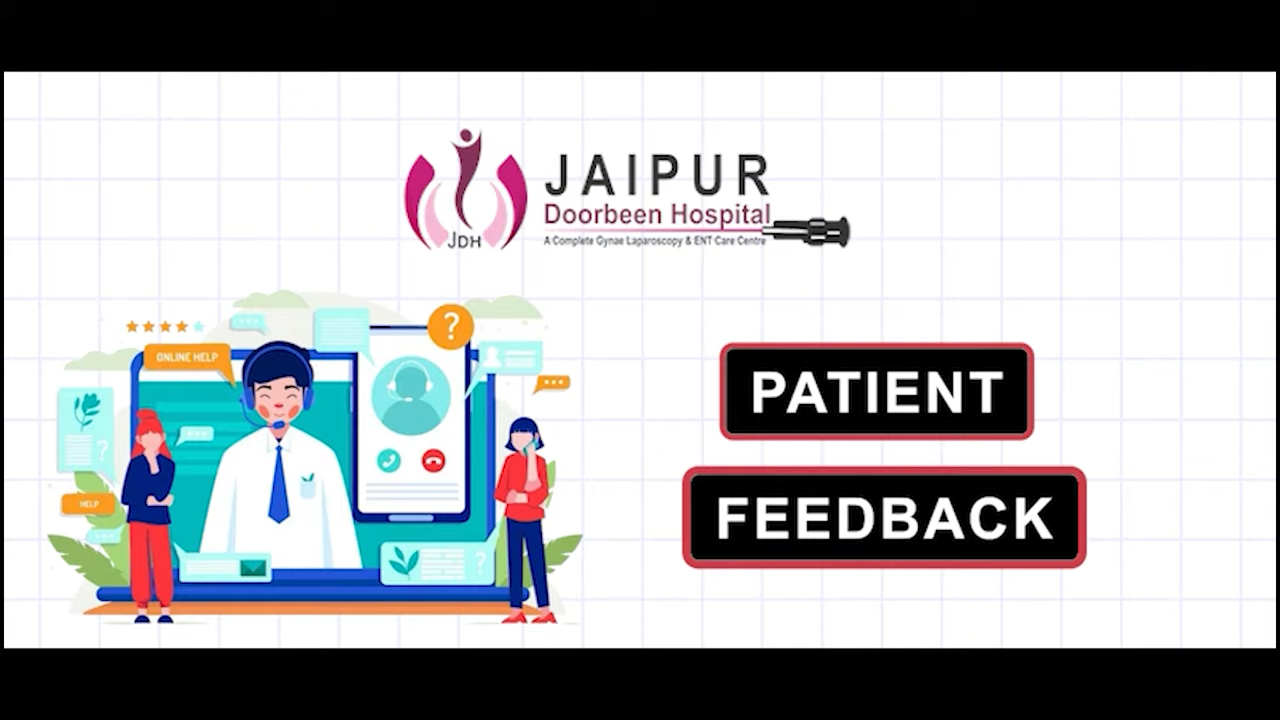 JAIPUR
Doorbeen Hospital
A Complete Gynae Laparoscopy & ENT Care Centre
JDH
ONLINE HELP
?
?
HELP
?
PATIENT
FEEDBACK